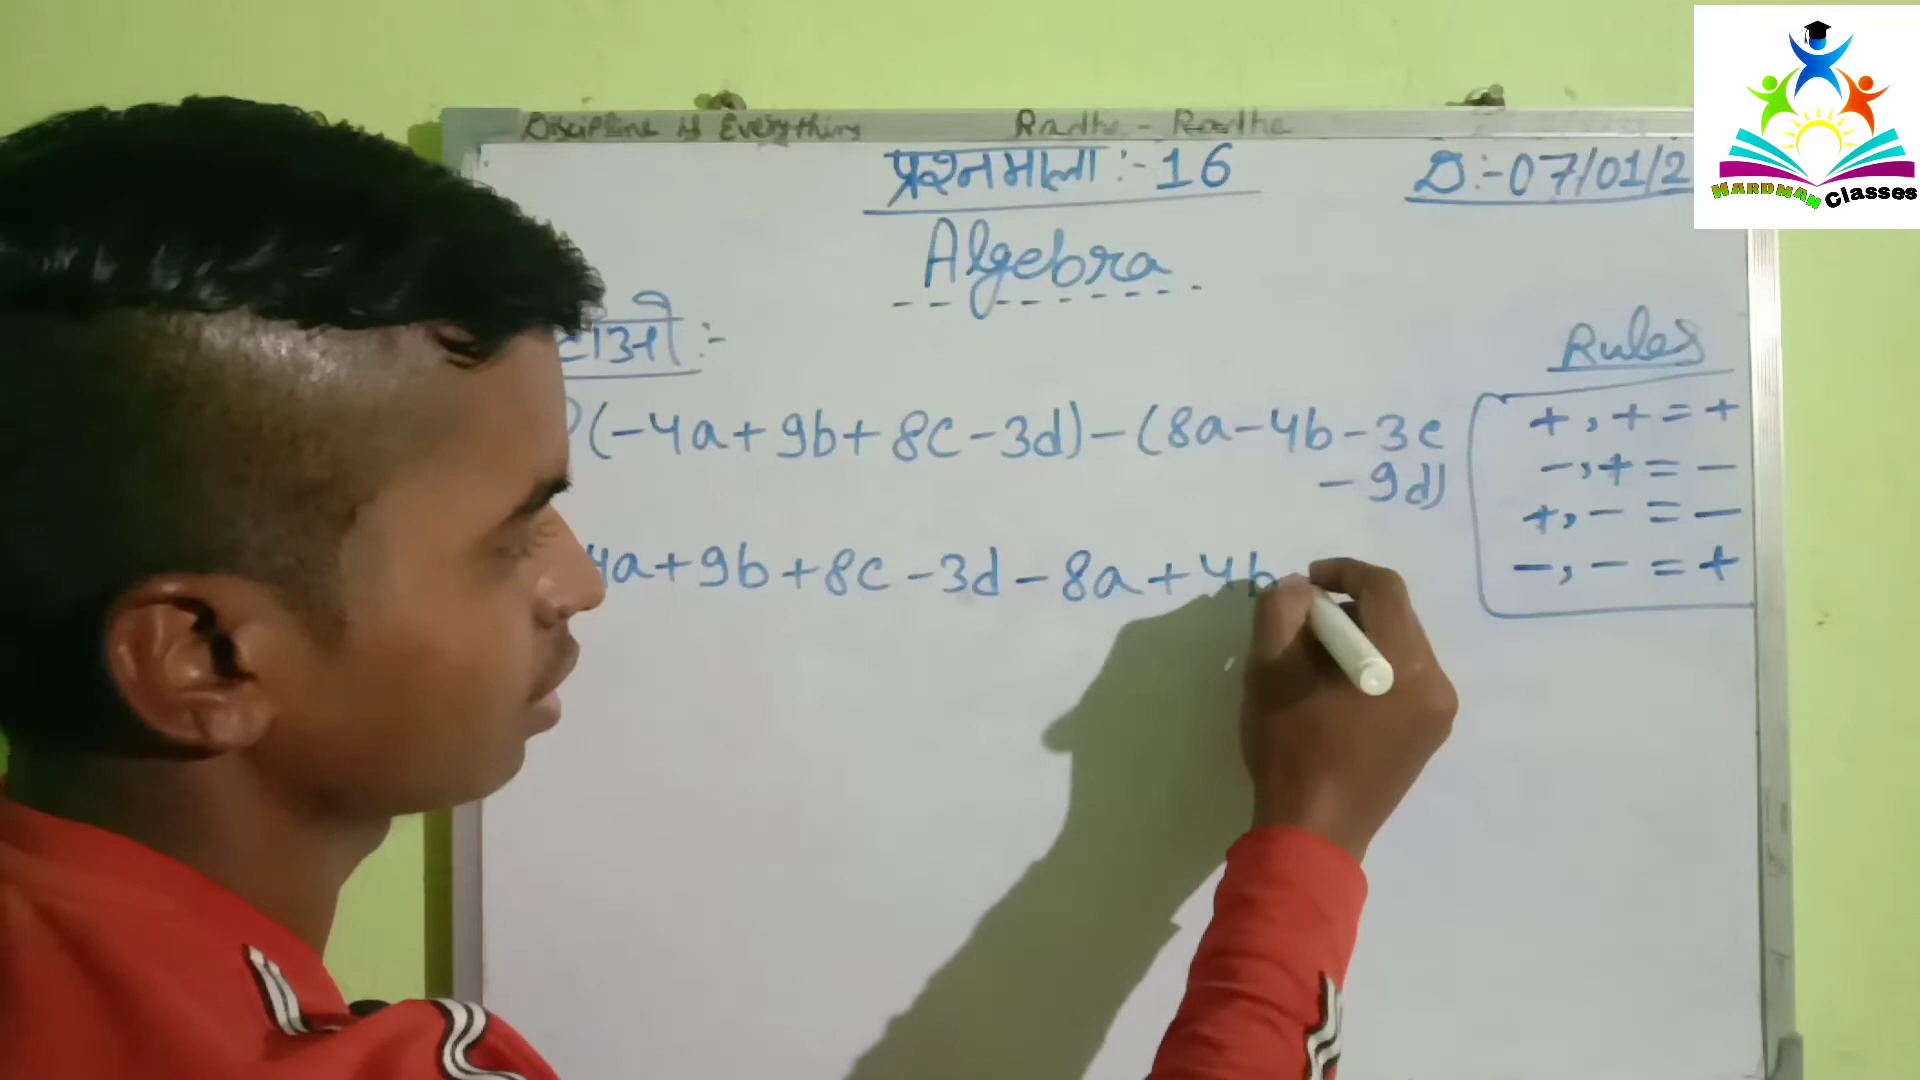 Discipline is Everything Radhe - Radhe
प्रश्नमाला :- 16
D:-07/01/2
HARDMAN Classes
Algebra
:-
Rules
(-4a+9b+8c-3d)-(8a-4b-3c
-9d)
4a+9b+8c-3d-8a+4b
+,+=+
-,+=-
+,-=-
-,-=+